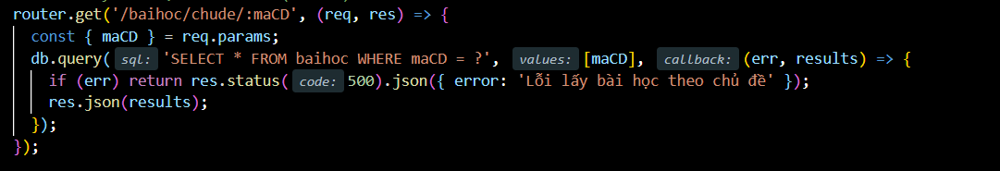 router.get('/baihoc/chude/:maCD', (req, res) => {
  const { maCD } = req.params;
  db.query( sql: 'SELECT * FROM baihoc WHERE maCD = ?', values: [maCD], callback: (err, results) => {
    if (err) return res.status( code: 500).json({ error: 'Lỗi lấy bài học theo chủ đề' });
    res.json(results);
  });
});